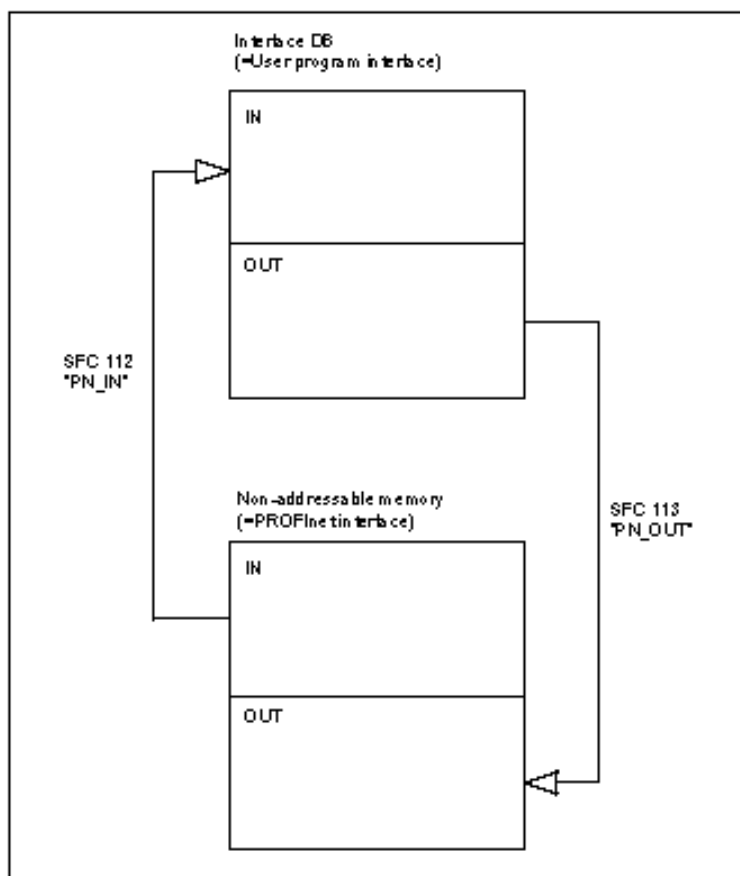 Interface DB
(=User program interface)
IN
OUT
SFC 112
"PN_IN"
Non-addressable memory
(=PROFInet interface)
SFC 113
"PN_OUT"
IN
OUT